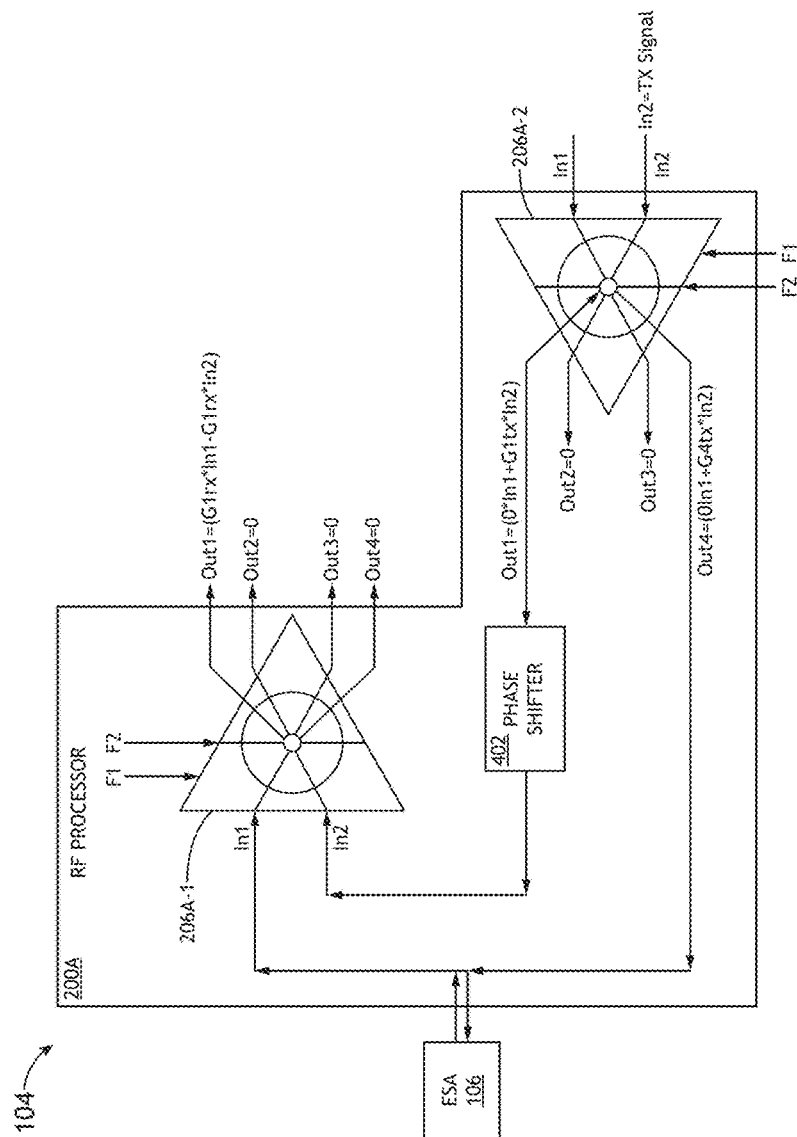 104
200A
RF PROCESSOR
ESA
106
206A-1
F1
F2
In1
In2
Out1=(G1rx*In1-G1rx*In2)
Out2=0
Out3=0
Out4=0
402 PHASE
SHIFTER
206A-2
In1
In2
In2=TX Signal
F1
F2
Out1=(0*In1+G1tx*In2)
Out2=0
Out3=0
Out4=(0In1+G4tx*In2)